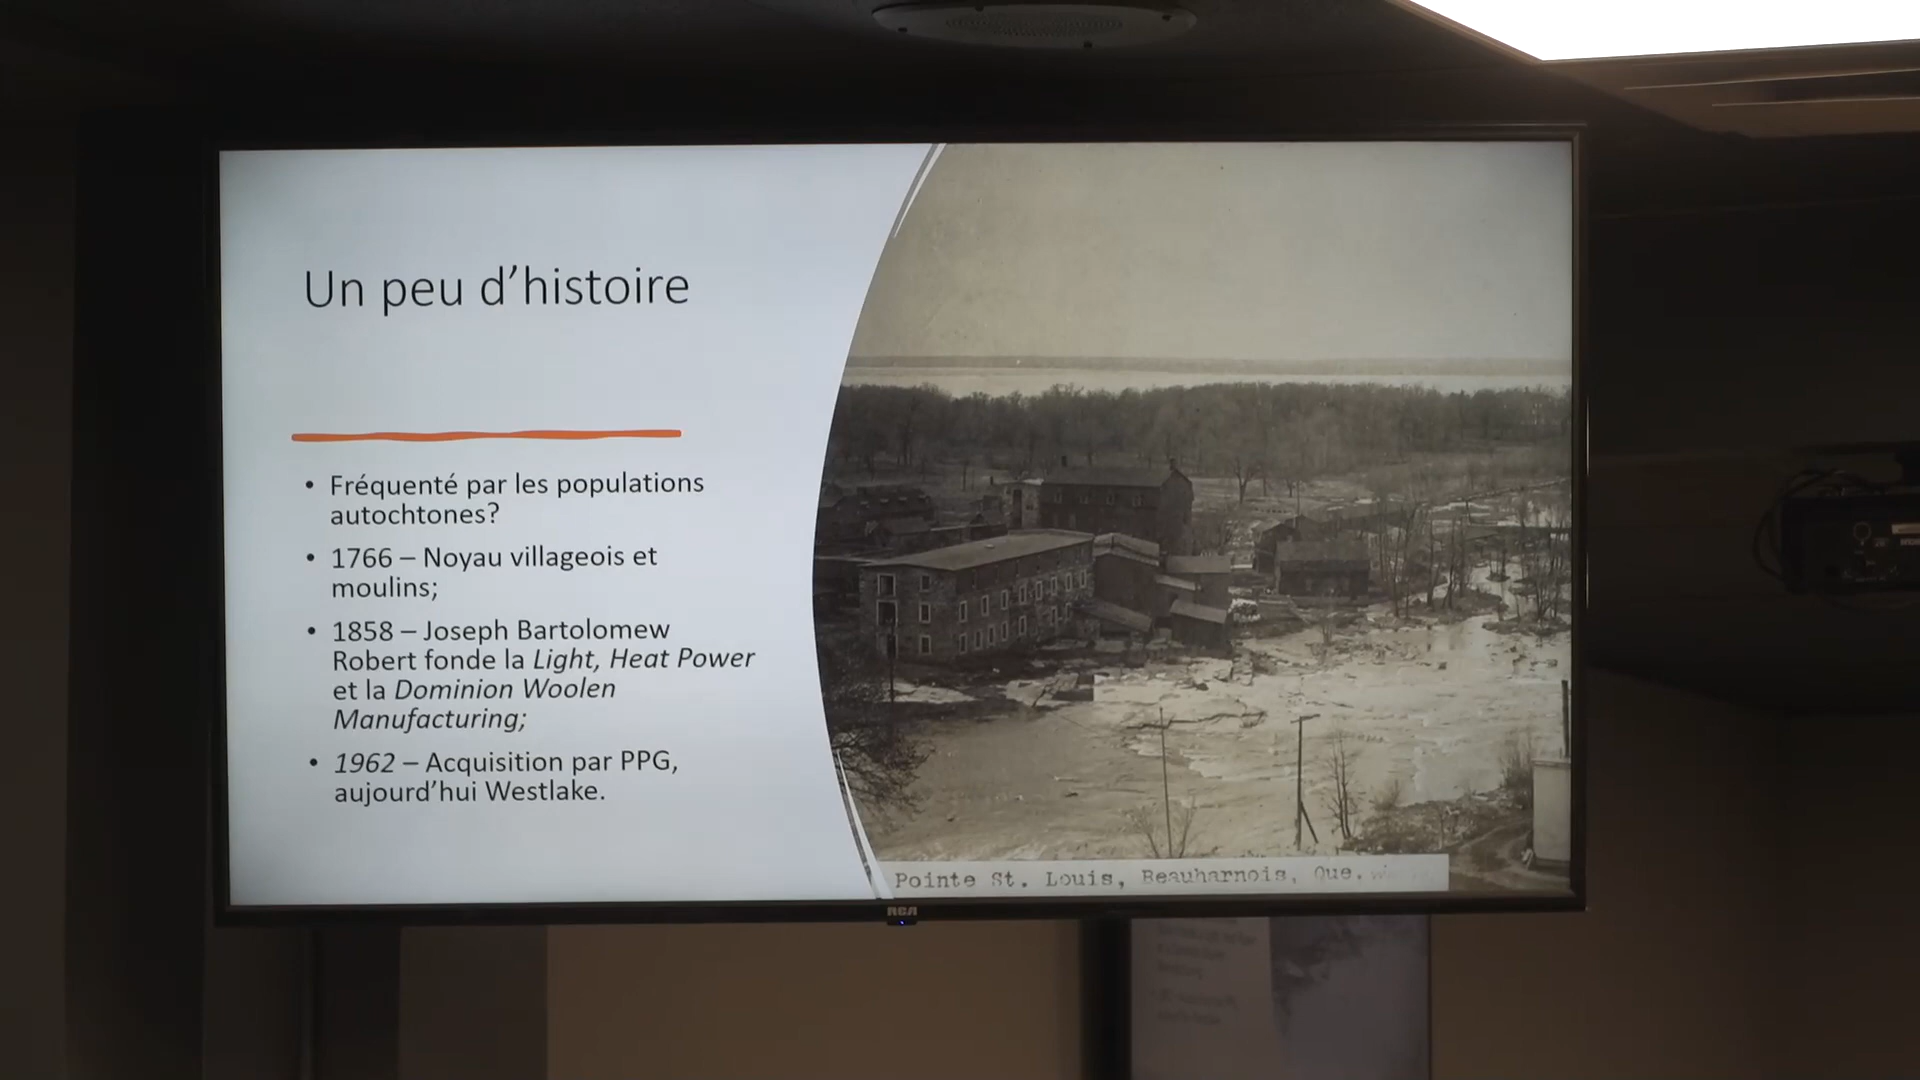 Un peu d'histoire
• Fréquenté par les populations
autochtones?
• 1766 – Noyau villageois et
moulins;
• 1858 – Joseph Bartolomew
Robert fonde la Light, Heat Power
et la Dominion Woolen
Manufacturing;
• 1962 – Acquisition par PPG,
aujourd'hui Westlake.
Pointe St. Louis, Beauharnois, Que.
RCA